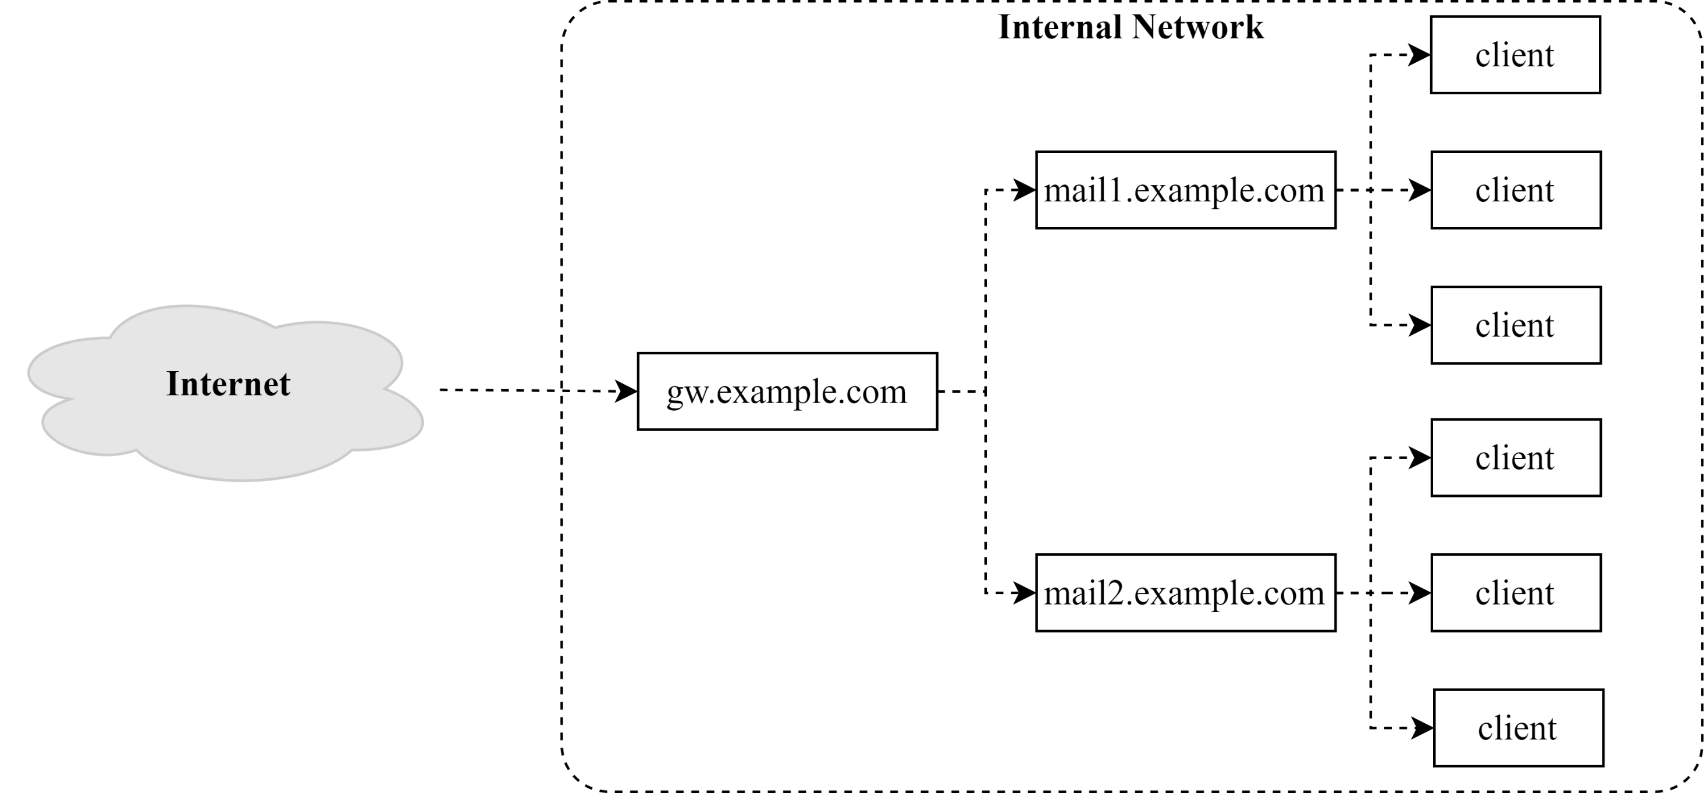 Internal Network
Internet
gw.example.com
mail1.example.com
client
client
client
mail2.example.com
client
client
client